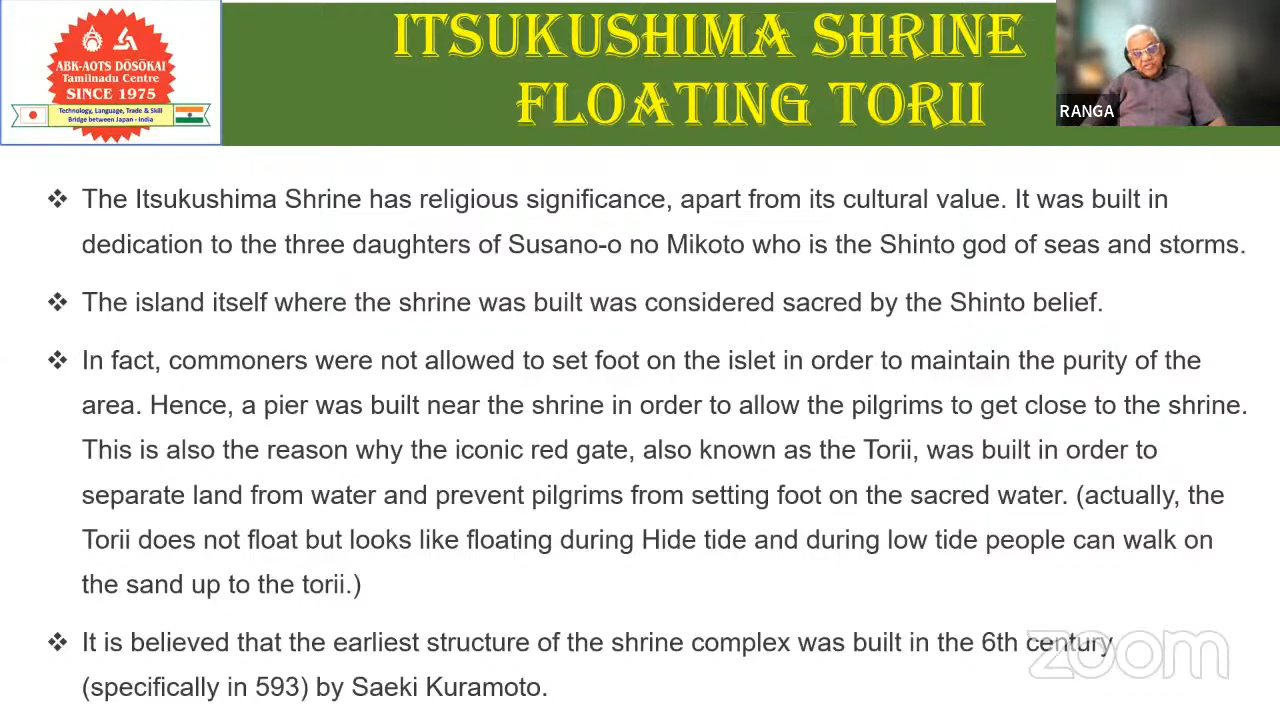 ABK-AOTS DŌSŌKAI
Tamilnadu Centre
SINCE 1975
Technology, Language, Trade & Skill
Bridge between Japan - India
ITSUKUSHIMA SHRINE
FLOATING TORII
RANGA
❖ The Itsukushima Shrine has religious significance, apart from its cultural value. It was built in
dedication to the three daughters of Susano-o no Mikoto who is the Shinto god of seas and storms.
❖ The island itself where the shrine was built was considered sacred by the Shinto belief.
❖ In fact, commoners were not allowed to set foot on the islet in order to maintain the purity of the
area. Hence, a pier was built near the shrine in order to allow the pilgrims to get close to the shrine.
This is also the reason why the iconic red gate, also known as the Torii, was built in order to
separate land from water and prevent pilgrims from setting foot on the sacred water. (actually, the
Torii does not float but looks like floating during Hide tide and during low tide people can walk on
the sand up to the torii.)
❖ It is believed that the earliest structure of the shrine complex was built in the 6th century
(specifically in 593) by Saeki Kuramoto.
zoom